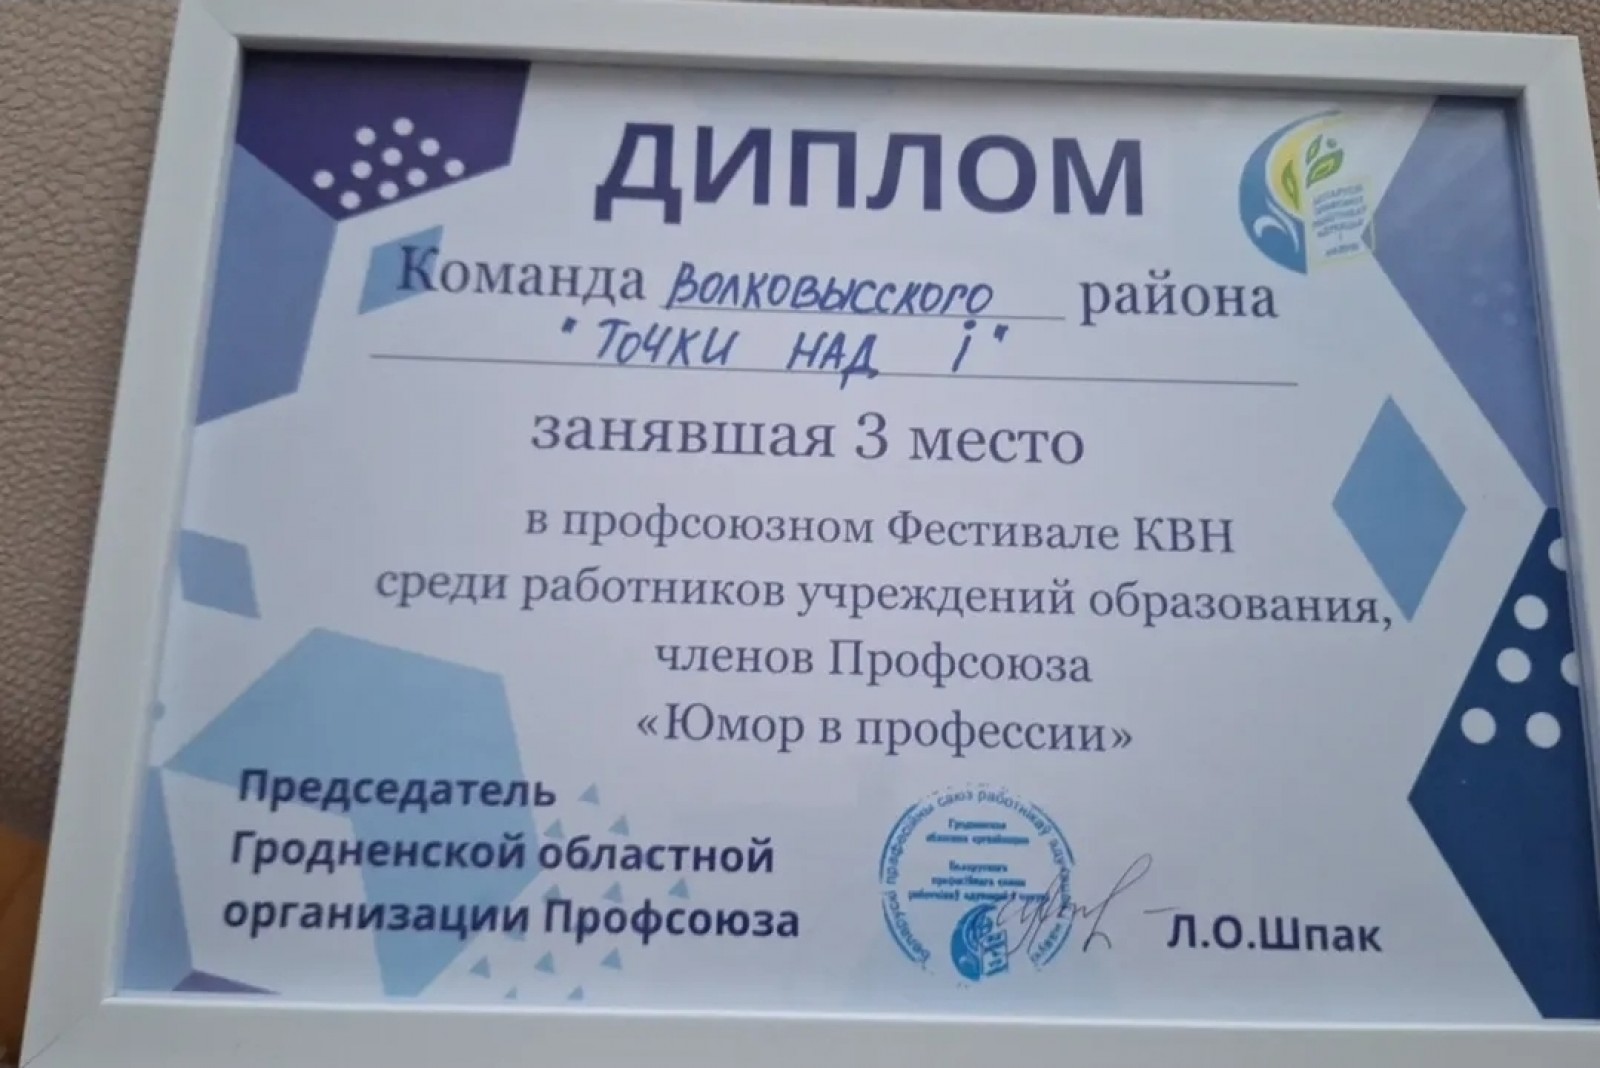 ДИПЛОМ
Команда Волковысского района
"Точки над i"
занявшая 3 место
в профсоюзном Фестивале КВН
среди работников учреждений образования,
членов Профсоюза
«Юмор в профессии»
Председатель
Гродненской областной
организации Профсоюза
Л.О.Шпак